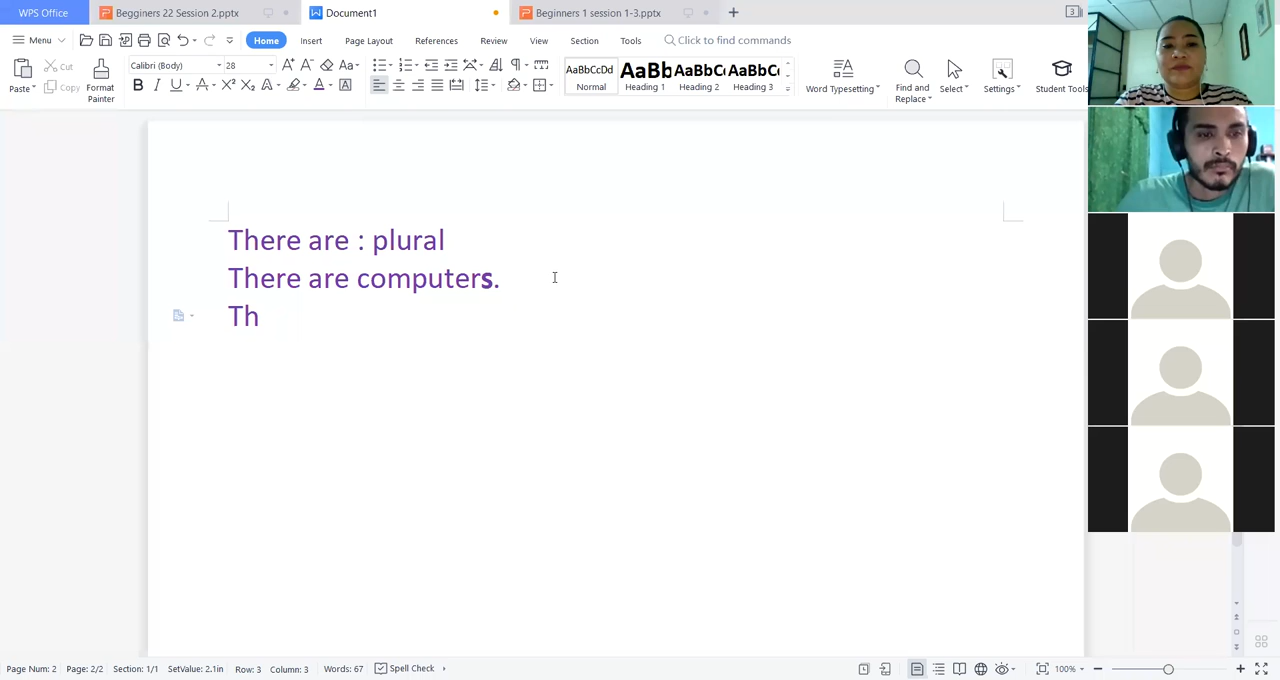 WPS Office Begginers 22 Session 2.pptx Document1 Beginners 1 session 1-3.pptx 3
Menu Home Insert Page Layout References Review View Section Tools Click to find commands
Paste Cut Copy Format Painter Calibri (Body) 28 AaBbCcDd Normal AaBb Heading 1 AaBbC Heading 2 AaBbC Heading 3 Word Typesetting Find and Replace Select Settings Student Tools
There are : plural
There are computers.
Th
Page Num: 2 Page: 2/2 Section: 1/1 SetValue: 2.1in Row: 3 Column: 3 Words: 67 Spell Check 100%